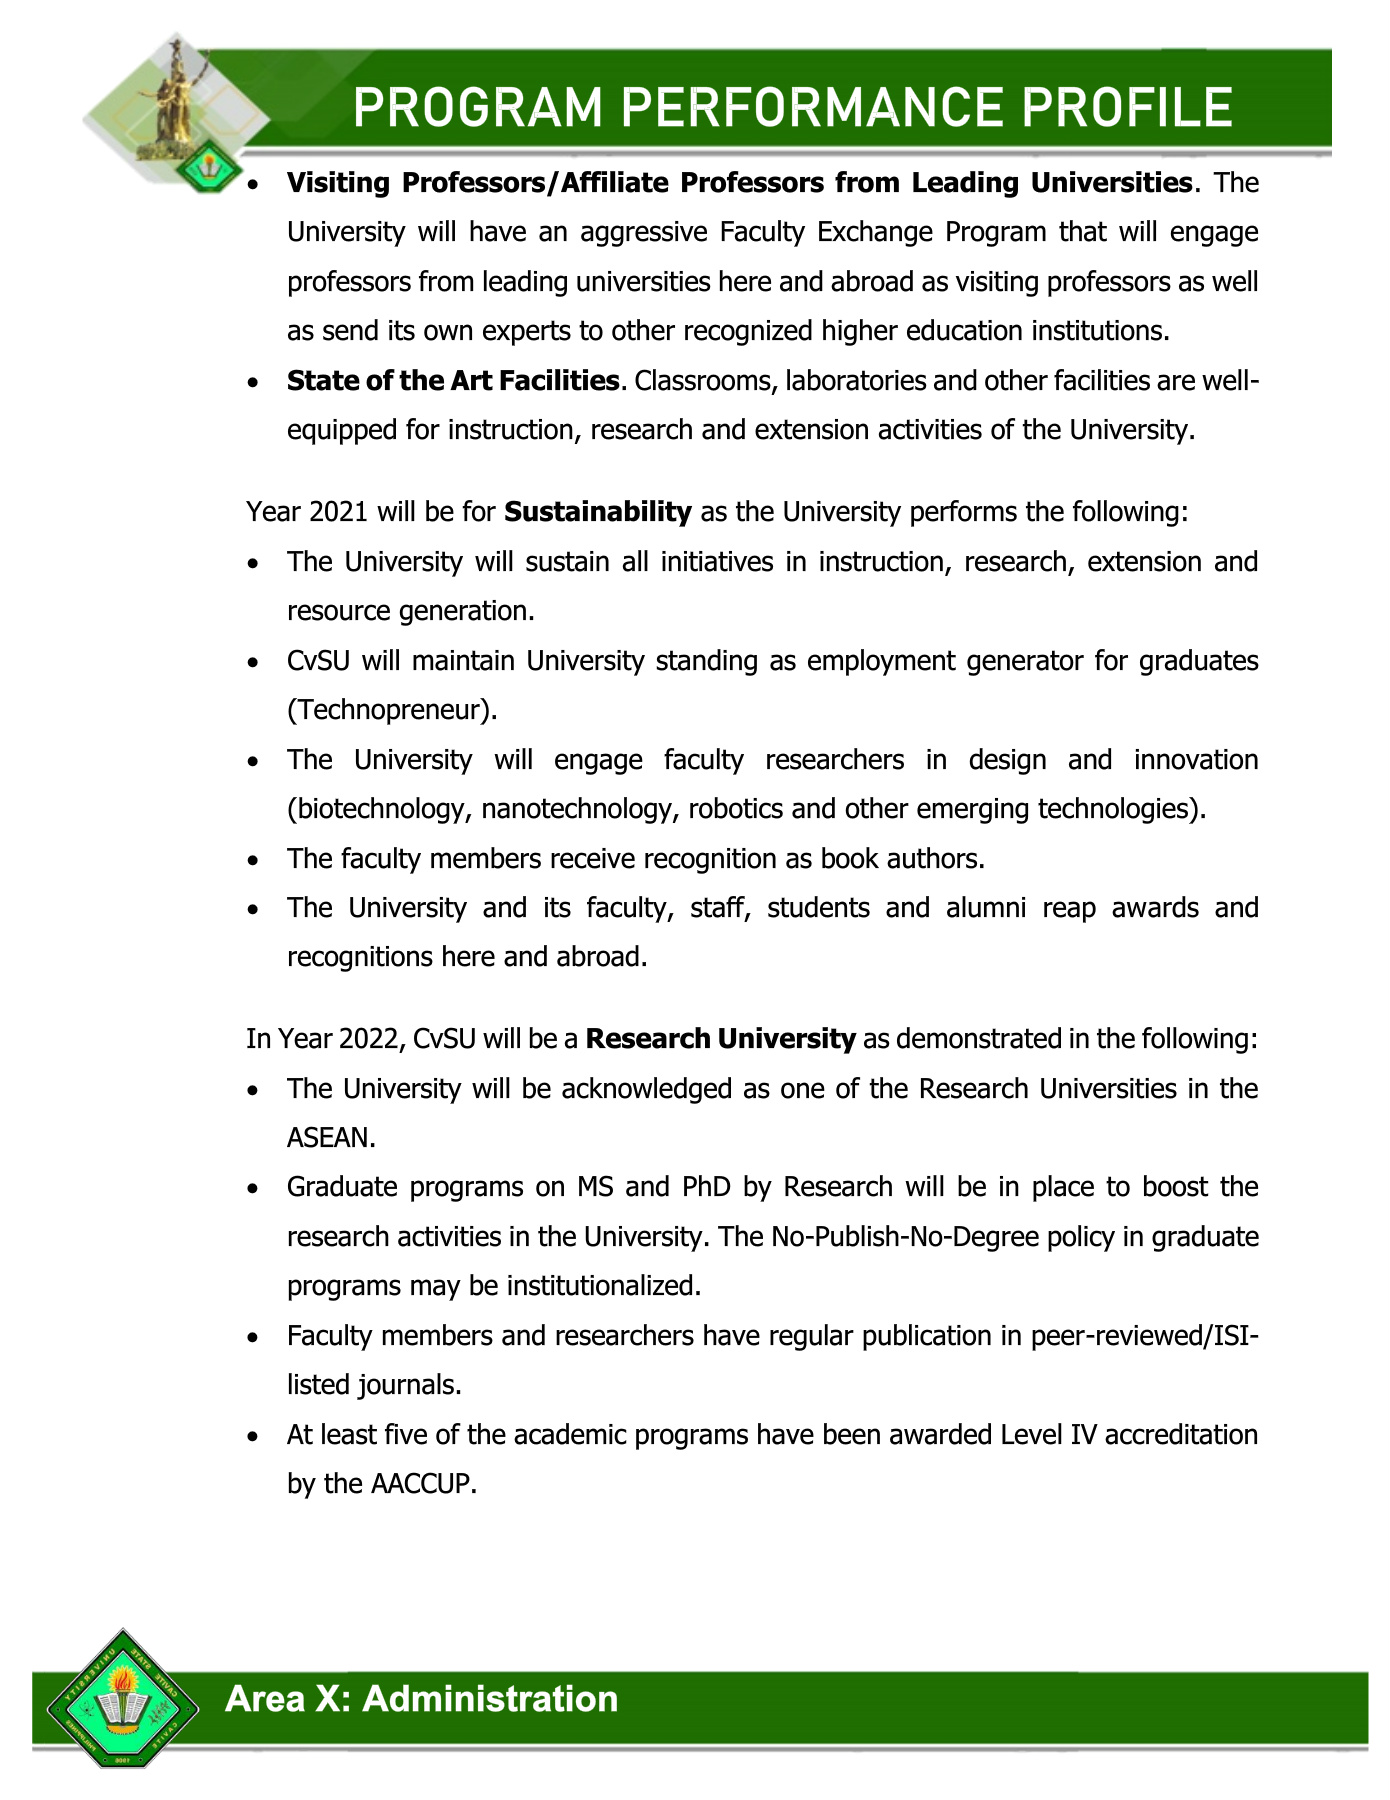 PROGRAM PERFORMANCE PROFILE
• Visiting Professors/Affiliate Professors from Leading Universities. The
University will have an aggressive Faculty Exchange Program that will engage
professors from leading universities here and abroad as visiting professors as well
as send its own experts to other recognized higher education institutions.
• State of the Art Facilities. Classrooms, laboratories and other facilities are well-
equipped for instruction, research and extension activities of the University.
Year 2021 will be for Sustainability as the University performs the following:
• The University will sustain all initiatives in instruction, research, extension and
resource generation.
• CvSU will maintain University standing as employment generator for graduates
(Technopreneur).
• The University will engage faculty researchers in design and innovation
(biotechnology, nanotechnology, robotics and other emerging technologies).
• The faculty members receive recognition as book authors.
• The University and its faculty, staff, students and alumni reap awards and
recognitions here and abroad.
In Year 2022, CvSU will be a Research University as demonstrated in the following:
• The University will be acknowledged as one of the Research Universities in the
ASEAN.
• Graduate programs on MS and PhD by Research will be in place to boost the
research activities in the University. The No-Publish-No-Degree policy in graduate
programs may be institutionalized.
• Faculty members and researchers have regular publication in peer-reviewed/ISI-
listed journals.
• At least five of the academic programs have been awarded Level IV accreditation
by the AACCUP.
CAVITE STATE UNIVERSITY
CAVITE
PHILIPPINES
1906
Area X: Administration